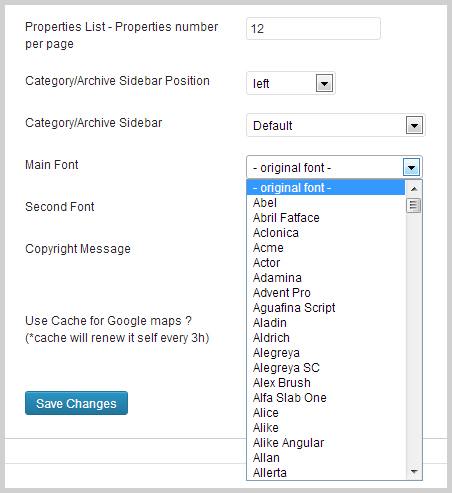 Properties List - Properties number
per page
12
Category/Archive Sidebar Position
left
Category/Archive Sidebar
Default
Main Font
- original font -
- original font -
Abel
Abril Fatface
Aclonica
Acme
Actor
Adamina
Advent Pro
Aguafina Script
Aladin
Aldrich
Alegreya
Alegreya SC
Alex Brush
Alfa Slab One
Alice
Alike
Alike Angular
Allan
Allerta
Second Font
Copyright Message
Use Cache for Google maps ?
(*cache will renew it self every 3h)
Save Changes